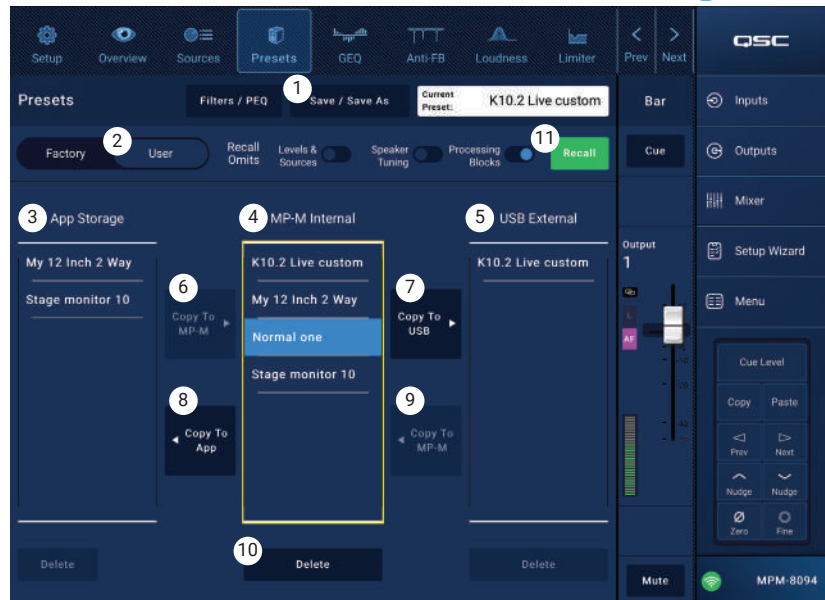 Setup Overview Sources Presets GEQ Anti-FB Loudness Limiter Prev Next
QSC
Presets
Filters / PEQ
1
Save / Save As
Current
Preset:
K10.2 Live custom
Bar
Inputs
Factory
2
User
Recall
Omits
Levels &
Sources
Speaker
Tuning
Processing
Blocks
11
Recall
Cue
Outputs
Mixer
3 App Storage
4 MP-M Internal
5 USB External
Output
1
Setup Wizard
My 12 Inch 2 Way
Stage monitor 10
6
Copy To
MP-M
K10.2 Live custom
My 12 Inch 2 Way
Normal one
Stage monitor 10
7
Copy To
USB
K10.2 Live custom
L
AF
-10
-20
-40
Menu
8
Copy To
App
9
Copy To
MP-M
Cue Level
Copy Paste
Prev Next
Nudge Nudge
Zero Fine
Delete
10
Delete
Delete
Mute
MPM-8094